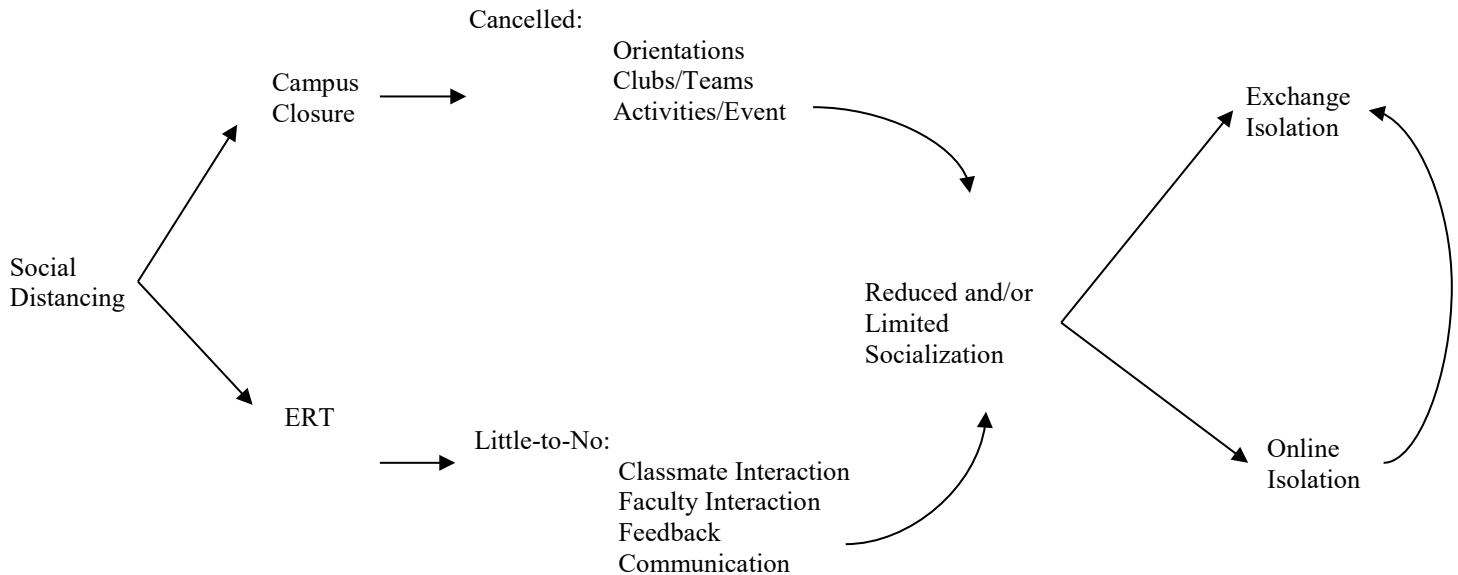 Cancelled:
Orientations
Clubs/Teams
Activities/Event
Campus
Closure
Exchange
Isolation
Social
Distancing
Reduced and/or
Limited
Socialization
ERT
Little-to-No:
Classmate Interaction
Faculty Interaction
Feedback
Communication
Online
Isolation